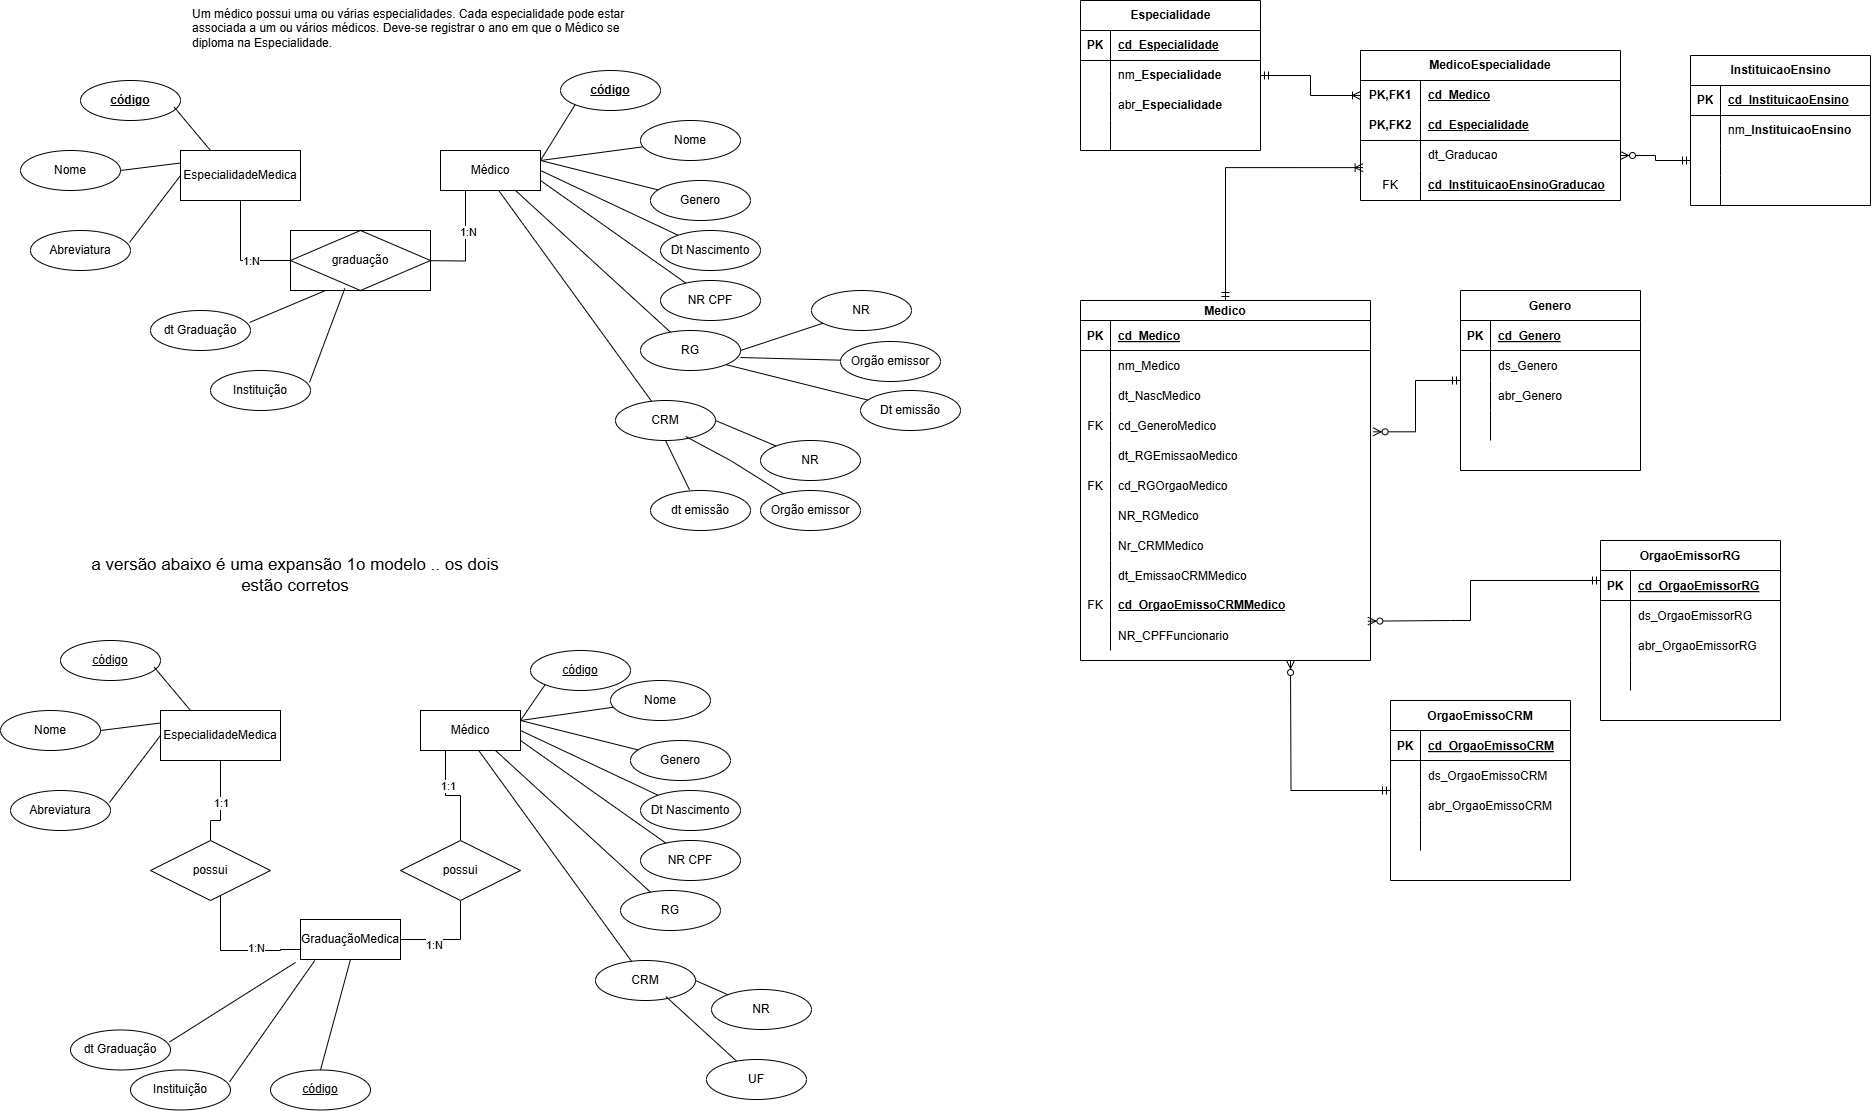 Um médico possui uma ou várias especialidades. Cada especialidade pode estar
associada a um ou vários médicos. Deve-se registrar o ano em que o Médico se
diploma na Especialidade.
código
Nome
Abreviatura
EspecialidadeMedica
1:N
graduação
dt Graduação
Instituição
1:N
Médico
código
Nome
Genero
Dt Nascimento
NR CPF
RG
NR
Orgão emissor
Dt emissão
CRM
NR
dt emissão
Orgão emissor
a versão abaixo é uma expansão 1o modelo .. os dois
estão corretos
código
Nome
Abreviatura
EspecialidadeMedica
1:1
possui
1:N
GraduaçãoMedica
dt Graduação
Instituição
código
1:N
possui
1:1
Médico
código
Nome
Genero
Dt Nascimento
NR CPF
RG
CRM
NR
UF
Especialidade
PK cd_Especialidade
nm_Especialidade
abr_Especialidade
MedicoEspecialidade
PK,FK1 cd_Medico
PK,FK2 cd_Especialidade
dt_Graducao
FK cd_InstituicaoEnsinoGraducao
InstituicaoEnsino
PK cd_InstituicaoEnsino
nm_InstituicaoEnsino
Medico
PK cd_Medico
nm_Medico
dt_NascMedico
FK cd_GeneroMedico
dt_RGEmissaoMedico
FK cd_RGOrgaoMedico
NR_RGMedico
Nr_CRMMedico
dt_EmissaoCRMMedico
FK cd_OrgaoEmissoCRMMedico
NR_CPFFuncionario
Genero
PK cd_Genero
ds_Genero
abr_Genero
OrgaoEmissorRG
PK cd_OrgaoEmissorRG
ds_OrgaoEmissorRG
abr_OrgaoEmissorRG
OrgaoEmissoCRM
PK cd_OrgaoEmissoCRM
ds_OrgaoEmissoCRM
abr_OrgaoEmissoCRM